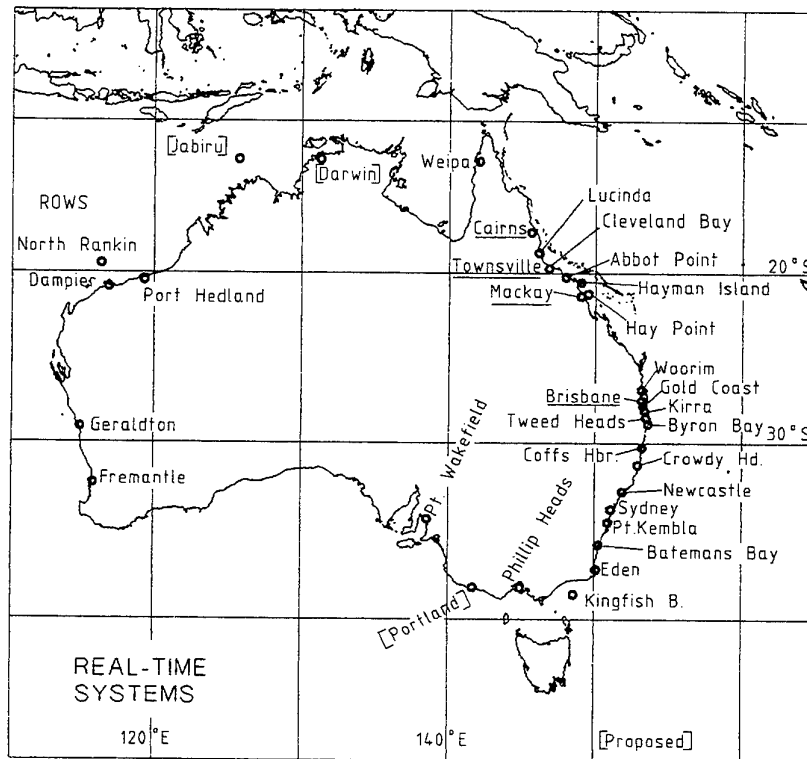 [Jabiru]
[Darwin]
Weipa
ROWS
Lucinda
Cleveland Bay
Cairns
North Rankin
Townsville
Abbot Point
20°S
Dampier
Port Hedland
Mackay
Hayman Island
Hay Point
Woorim
Gold Coast
Brisbane
Kirra
Geraldton
Tweed Heads
Byron Bay
30°S
Pt. Wakefield
Coffs Hbr.
Crowdy Hd.
Fremantle
Newcastle
Phillip Heads
Sydney
Pt.Kembla
Batemans Bay
Eden
[Portland]
Kingfish B.
REAL-TIME
SYSTEMS
120°E
140°E
[Proposed]